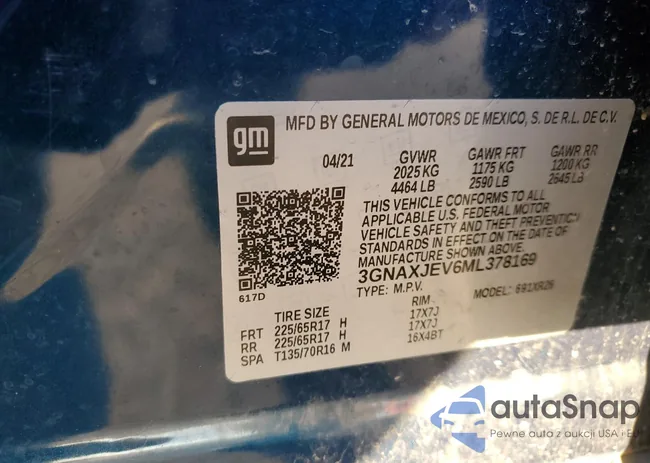 gm MFD BY GENERAL MOTORS DE MEXICO, S. DE R.L. DE C.V.
04/21 GVWR GAWR FRT GAWR RR
2025 KG 1175 KG 1200 KG
4464 LB 2590 LB 2645 LB
THIS VEHICLE CONFORMS TO ALL
APPLICABLE U.S. FEDERAL MOTOR
VEHICLE SAFETY AND THEFT PREVENTION
STANDARDS IN EFFECT ON THE DATE OF
MANUFACTURE SHOWN ABOVE.
3GNAXJEV6ML378169
TYPE: M.P.V. MODEL: 691XR26
617D
TIRE SIZE RIM
FRT 225/65R17 H 17X7J
RR 225/65R17 H 17X7J
SPA T135/70R16 M 16X4BT
autaSnap
Pewne auta z aukcji USA i